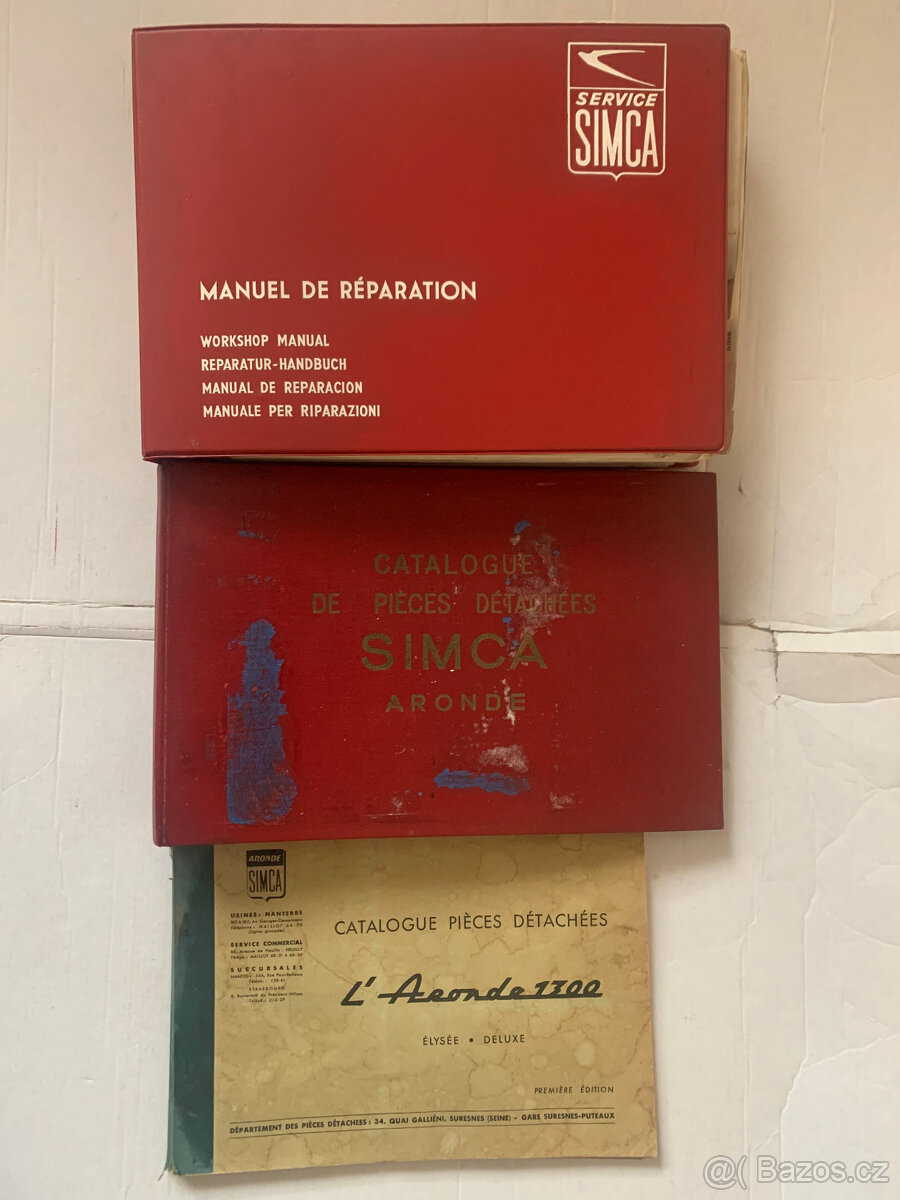 SERVICE
SIMCA
MANUEL DE RÉPARATION
WORKSHOP MANUAL
REPARATUR-HANDBUCH
MANUAL DE REPARACION
MANUALE PER RIPARAZIONI
CATALOGUE
DE PIÈCES DÉTACHÉES
SIMCA
ARONDE
ARONDE
SIMCA
USINES: NANTERRE
SERVICE COMMERCIAL
SUCCURSALES
STRASBOURG
CATALOGUE PIÈCES DÉTACHÉES
L'Aronde 1300
ÉLYSÉE • DELUXE
PREMIÈRE ÉDITION
DÉPARTEMENT DES PIÈCES DÉTACHEES : 34, QUAI GALLIÉNI, SURESNES (SEINE) - GARE SURESNES-PUTEAUX
@( Bazos.cz